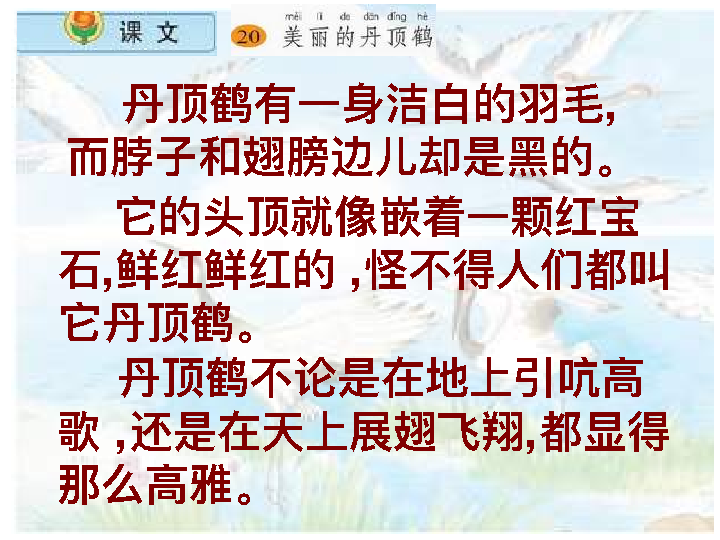 课 文
měi lì de dān dǐng hè
20 美丽的丹顶鹤
丹顶鹤有一身洁白的羽毛,
而脖子和翅膀边儿却是黑的。
它的头顶就像嵌着一颗红宝
石,鲜红鲜红的 ,怪不得人们都叫
它丹顶鹤。
丹顶鹤不论是在地上引吭高
歌 ,还是在天上展翅飞翔,都显得
那么高雅。